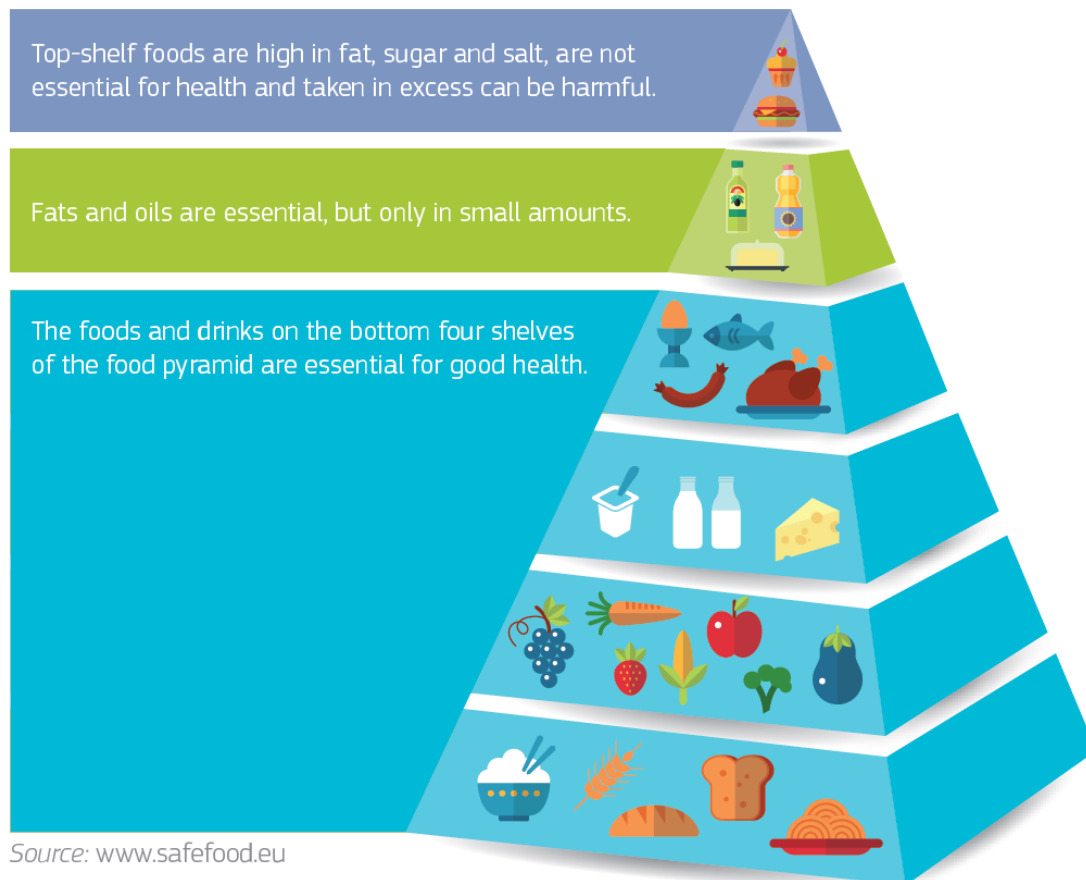 Top-shelf foods are high in fat, sugar and salt, are not
essential for health and taken in excess can be harmful.
Fats and oils are essential, but only in small amounts.
The foods and drinks on the bottom four shelves
of the food pyramid are essential for good health.
Source: www.safefood.eu